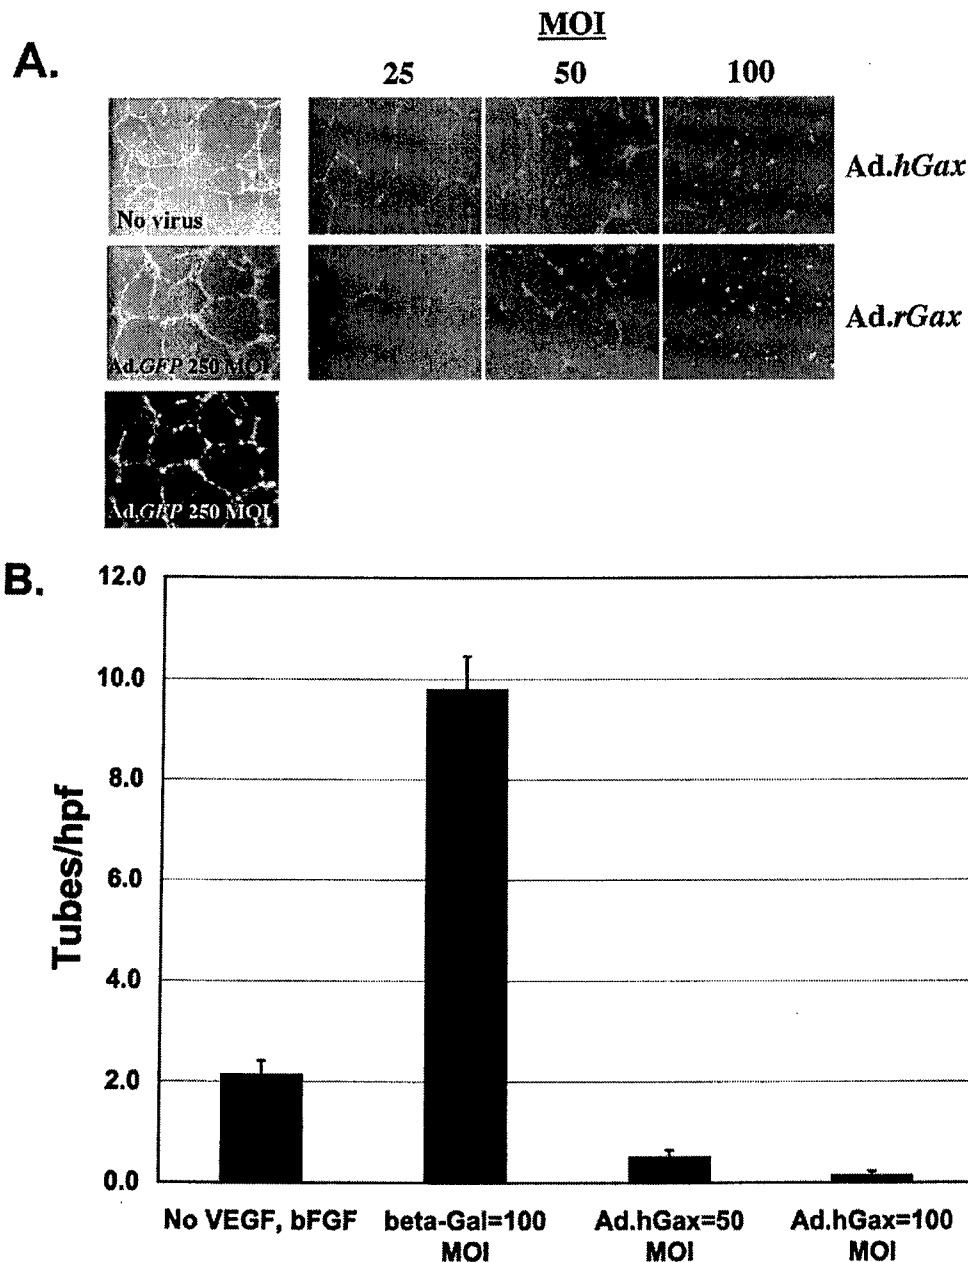 A.
MOI
25 50 100
No virus
Ad.hGax
Ad.GFP 250 MOI
Ad.rGax
Ad.GFP 250 MOI
B.
12.0
10.0
8.0
6.0
4.0
2.0
0.0
Tubes/hpf
No VEGF, bFGF beta-Gal=100 MOI Ad.hGax=50 MOI Ad.hGax=100 MOI